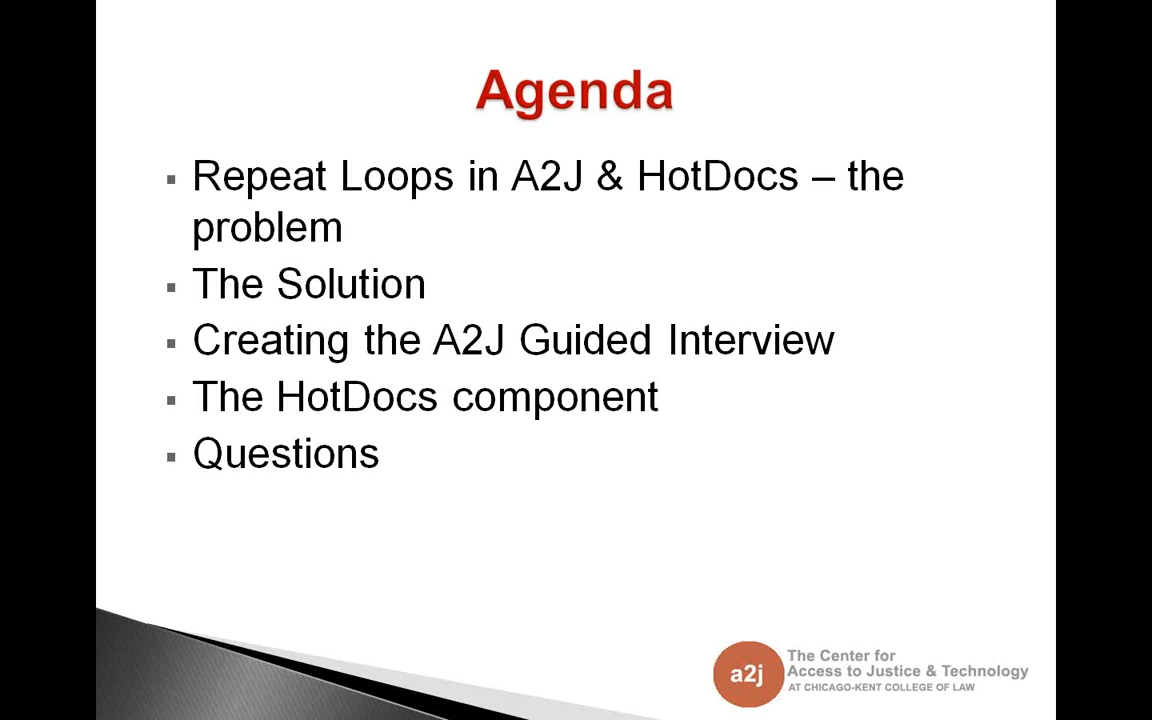 Agenda
▪ Repeat Loops in A2J & HotDocs – the
problem
▪ The Solution
▪ Creating the A2J Guided Interview
▪ The HotDocs component
▪ Questions
a2j
The Center for
Access to Justice & Technology
AT CHICAGO-KENT COLLEGE OF LAW